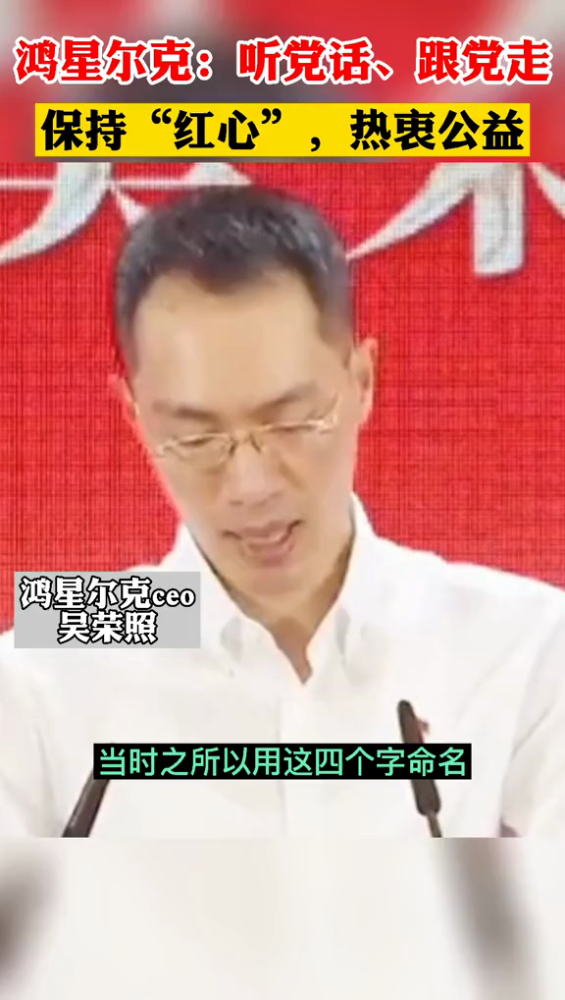 鸿星尔克：听党话、跟党走
保持“红心”，热衷公益
鸿星尔克ceo
吴荣照
当时之所以用这四个字命名